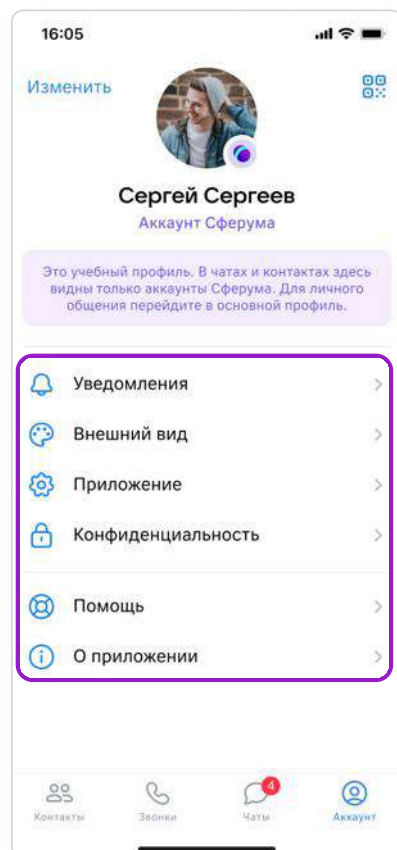 16:05
Изменить
Сергей Сергеев
Аккаунт Сферума
Это учебный профиль. В чатах и контактах здесь
видны только аккаунты Сферума. Для личного
общения перейдите в основной профиль.
Уведомления
Внешний вид
Приложение
Конфиденциальность
Помощь
О приложении
4
Контакты
Звонки
Чаты
Аккаунт